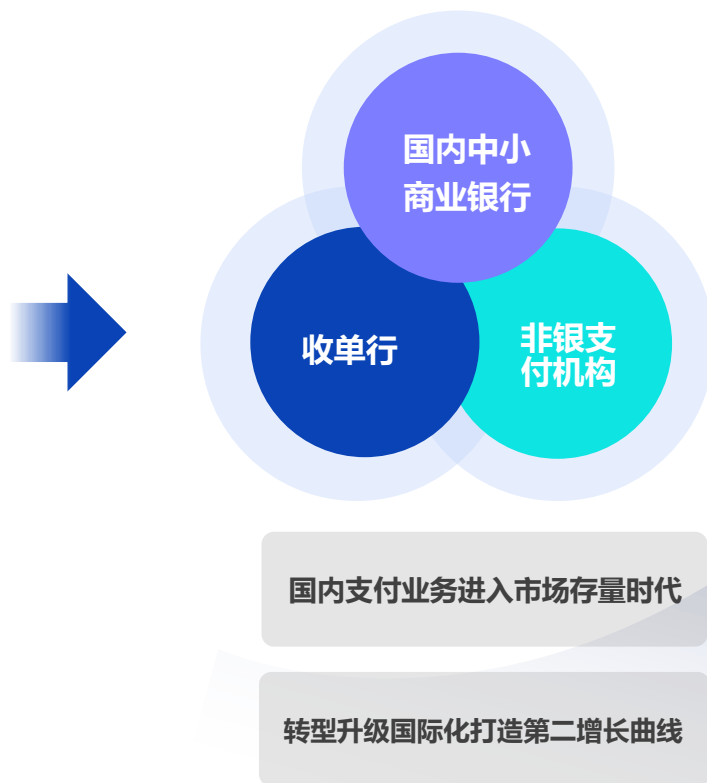 国内中小
商业银行
收单行
非银支
付机构
国内支付业务进入市场存量时代
转型升级国际化打造第二增长曲线